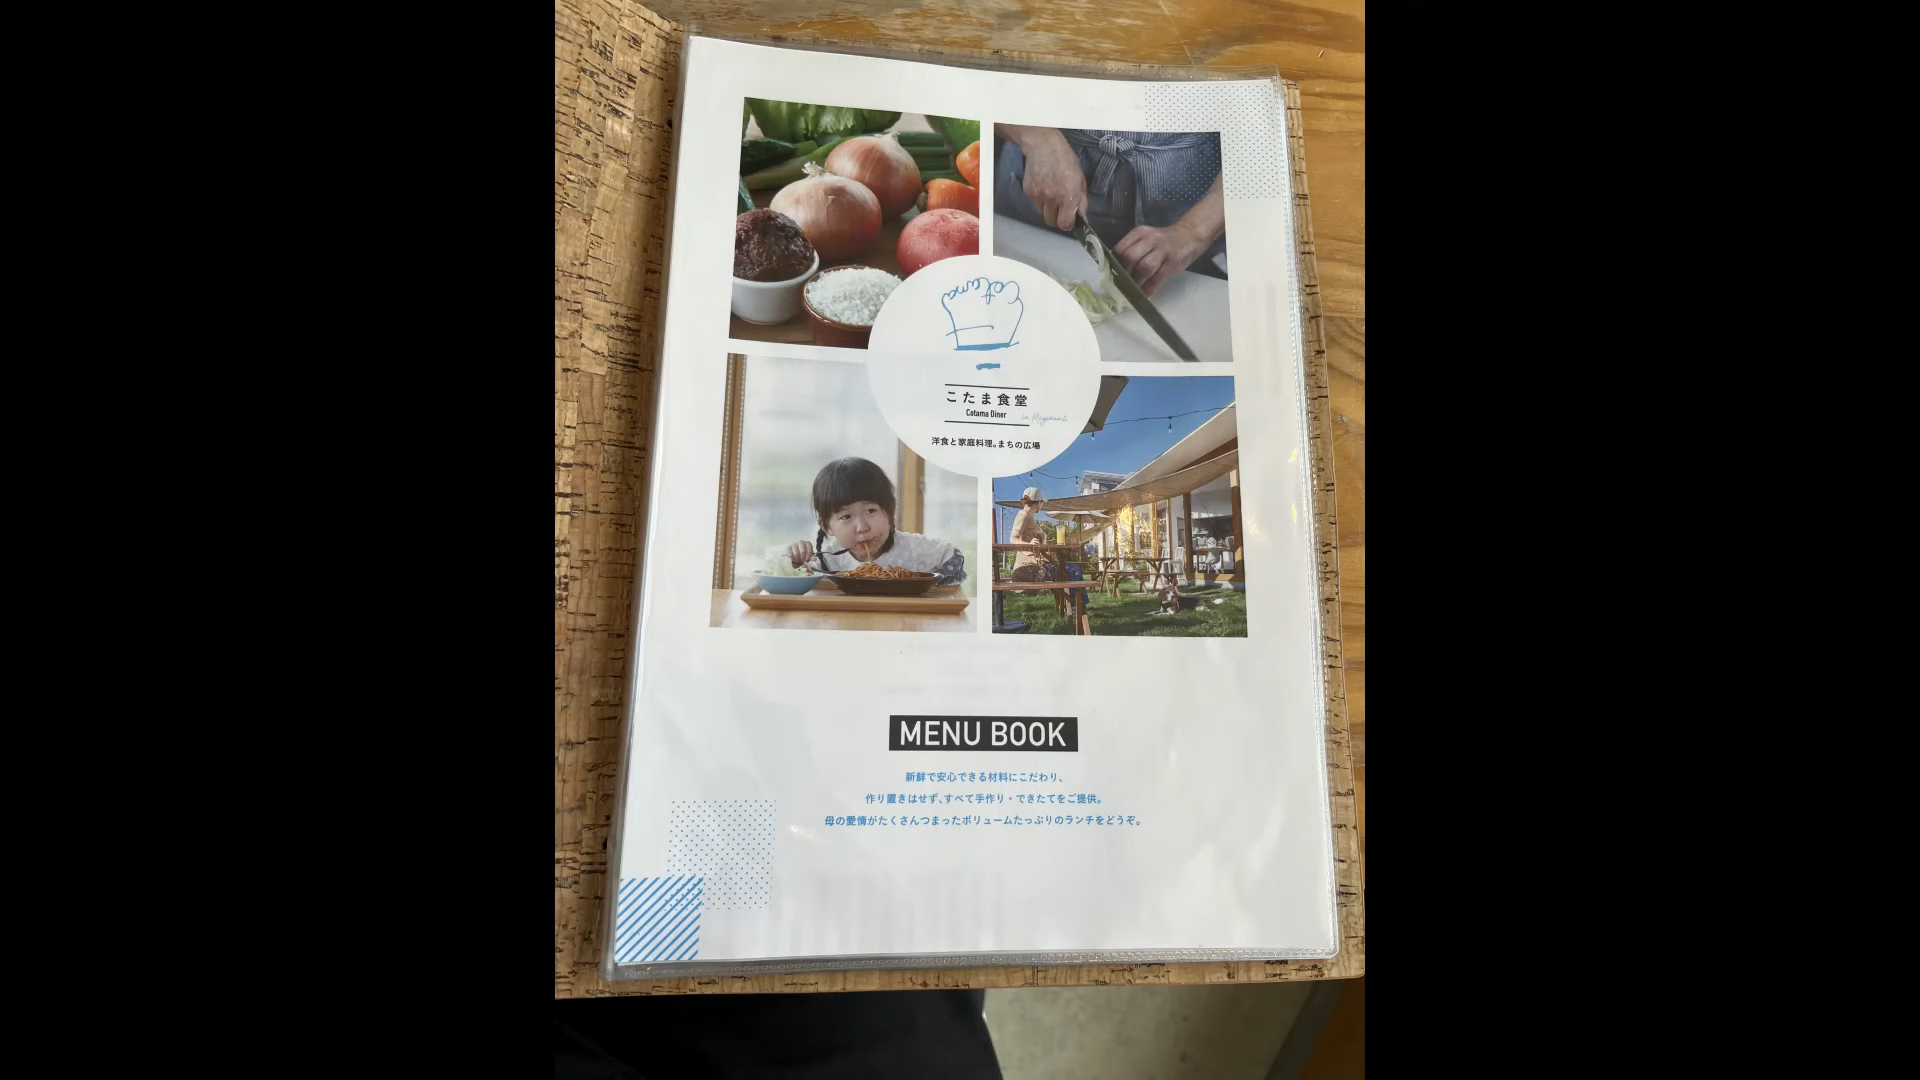 Cotama
こたま食堂
Cotama Diner
洋食と家庭料理。まちの広場
MENU BOOK
新鮮で安心できる材料にこだわり、
作り置きはせず、すべて手作り・できたてをご提供。
母の愛情がたくさんつまったボリュームたっぷりのランチをどうぞ。